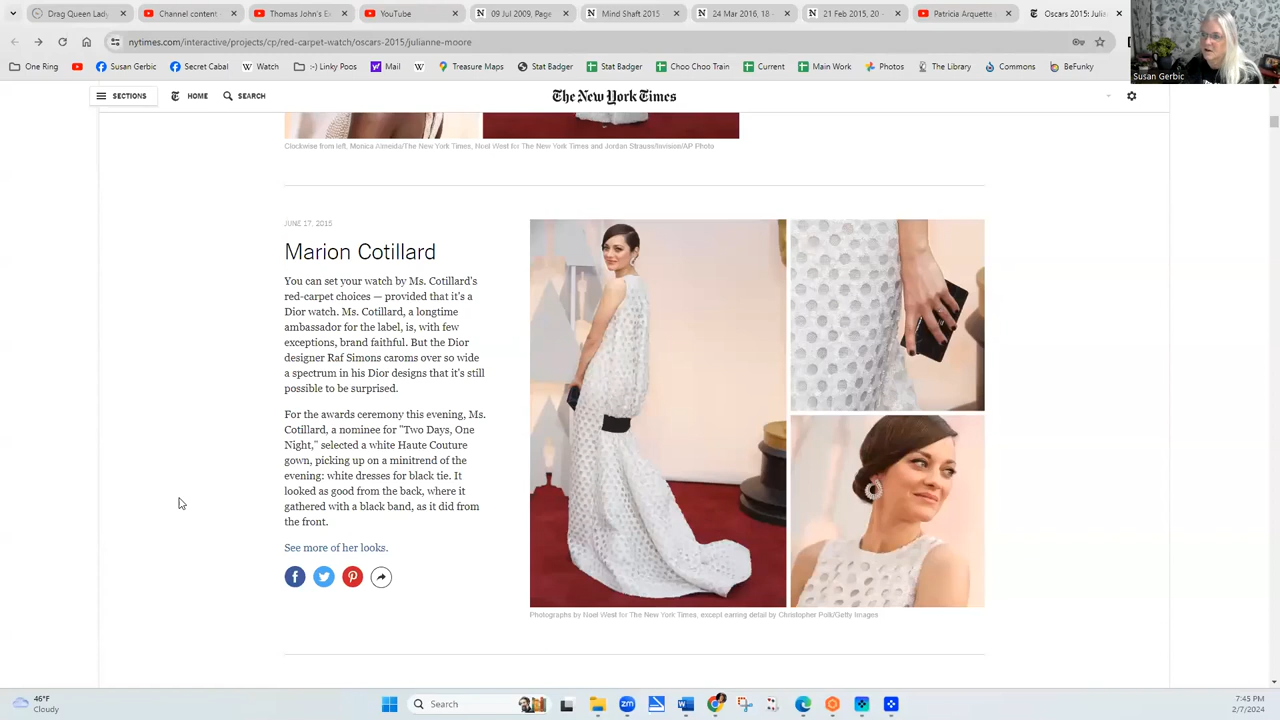 Drag Queen Lady
Channel content
Thomas John's Ex
YouTube
09 Jul 2009, Page
Mind Shaft 2015
24 Mar 2016, 18 -
21 Feb 2015, 20 -
Patricia Arquette
Oscars 2015: Julia
nytimes.com/interactive/projects/cp/red-carpet-watch/oscars-2015/julianne-moore
One Ring
Susan Gerbic
Secret Cabal
Watch
:-) Linky Poos
Mail
Treasure Maps
Stat Badger
Stat Badger
Choo Choo Train
Current
Main Work
Photos
The Library
Commons
BeFunky
Susan Gerbic
SECTIONS
HOME
SEARCH
The New York Times
Clockwise from left, Monica Almeida/The New York Times, Noel West for The New York Times and Jordan Strauss/Invision/AP Photo
JUNE 17, 2015
Marion Cotillard
You can set your watch by Ms. Cotillard's
red-carpet choices — provided that it's a
Dior watch. Ms. Cotillard, a longtime
ambassador for the label, is, with few
exceptions, brand faithful. But the Dior
designer Raf Simons caroms over so wide
a spectrum in his Dior designs that it's still
possible to be surprised.
For the awards ceremony this evening, Ms.
Cotillard, a nominee for "Two Days, One
Night," selected a white Haute Couture
gown, picking up on a minitrend of the
evening: white dresses for black tie. It
looked as good from the back, where it
gathered with a black band, as it did from
the front.
See more of her looks.
Photographs by Noel West for The New York Times, except earring detail by Christopher Polk/Getty Images
46°F
Cloudy
Search
7:45 PM
2/7/2024